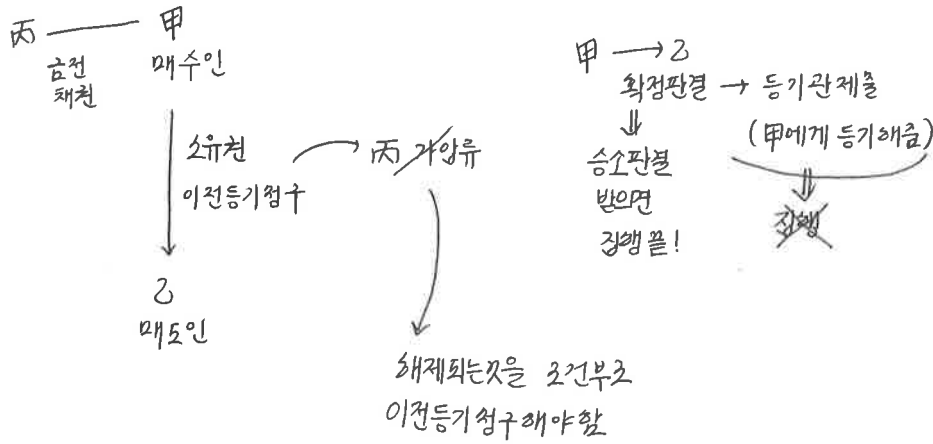 丙 甲
금전
채권
매수인
소유권
이전등기청구
丙 가압류
乙
매도인
해제되는것을 조건부로
이전등기청구해야함
甲 → 乙
확정판결 → 등기관제출
(甲에게 등기해줌)
⇓
승소판결
받으면
집행끝!
⇓
집행